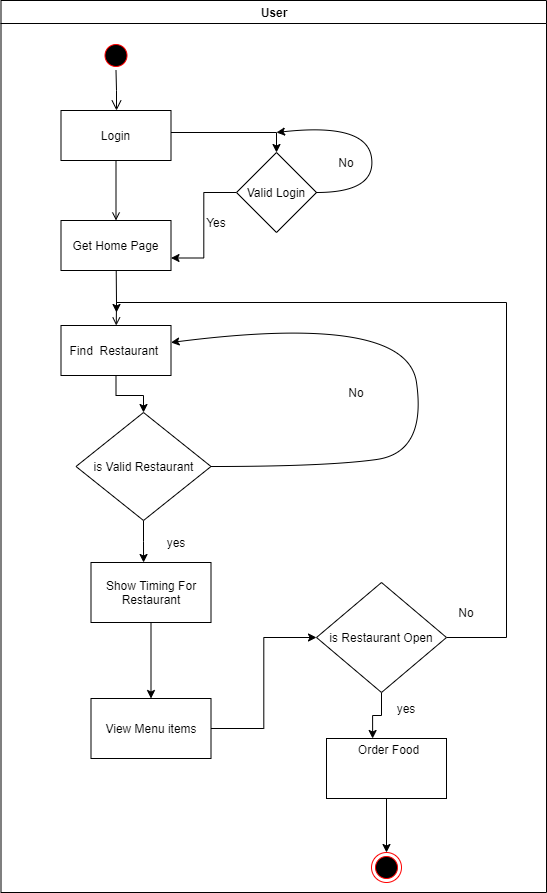 User
Login
No
Valid Login
Yes
Get Home Page
Find  Restaurant
No
is Valid Restaurant
yes
Show Timing For
Restaurant
No
is Restaurant Open
yes
View Menu items
Order Food